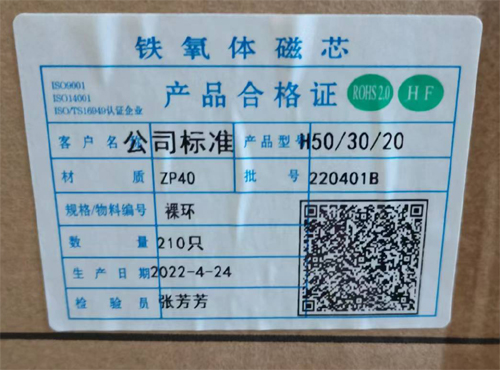 铁氧体磁芯
ISO9001
ISO14001
ISO/TS16949认证企业
产品合格证
ROHS 2.0
HF
客户名称 公司标准 产品型号 H50/30/20
材质 ZP40 批号 220401B
规格/物料编号 裸环
数量 210只
生产日期 2022-4-24
检验员 张芳芳